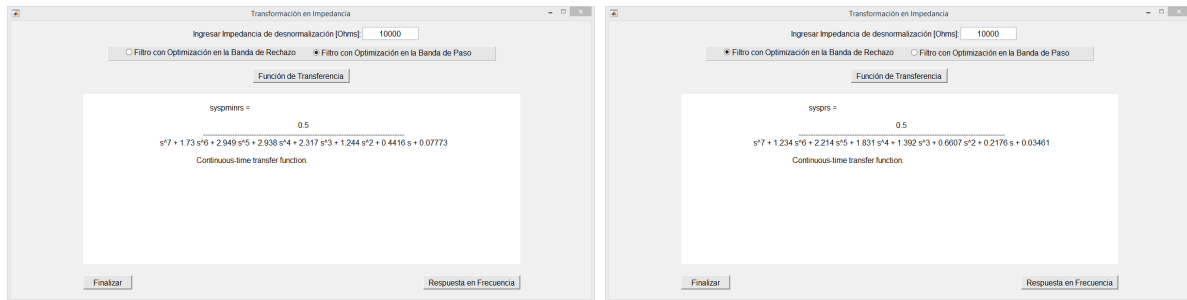 Transformación en Impedancia
Ingresar Impedancia de desnormalización [Ohms]: 10000
Filtro con Optimización en la Banda de Rechazo Filtro con Optimización en la Banda de Paso
Función de Transferencia
syspminrs =
0.5
---------------------------------------------------------------------------------
s^7 + 1.73 s^6 + 2.949 s^5 + 2.938 s^4 + 2.317 s^3 + 1.244 s^2 + 0.4416 s + 0.07773
Continuous-time transfer function.
Finalizar Respuesta en Frecuencia
Transformación en Impedancia
Ingresar Impedancia de desnormalización [Ohms]: 10000
Filtro con Optimización en la Banda de Rechazo Filtro con Optimización en la Banda de Paso
Función de Transferencia
sysprs =
0.5
---------------------------------------------------------------------------------
s^7 + 1.234 s^6 + 2.214 s^5 + 1.831 s^4 + 1.392 s^3 + 0.6607 s^2 + 0.2176 s + 0.03461
Continuous-time transfer function.
Finalizar Respuesta en Frecuencia